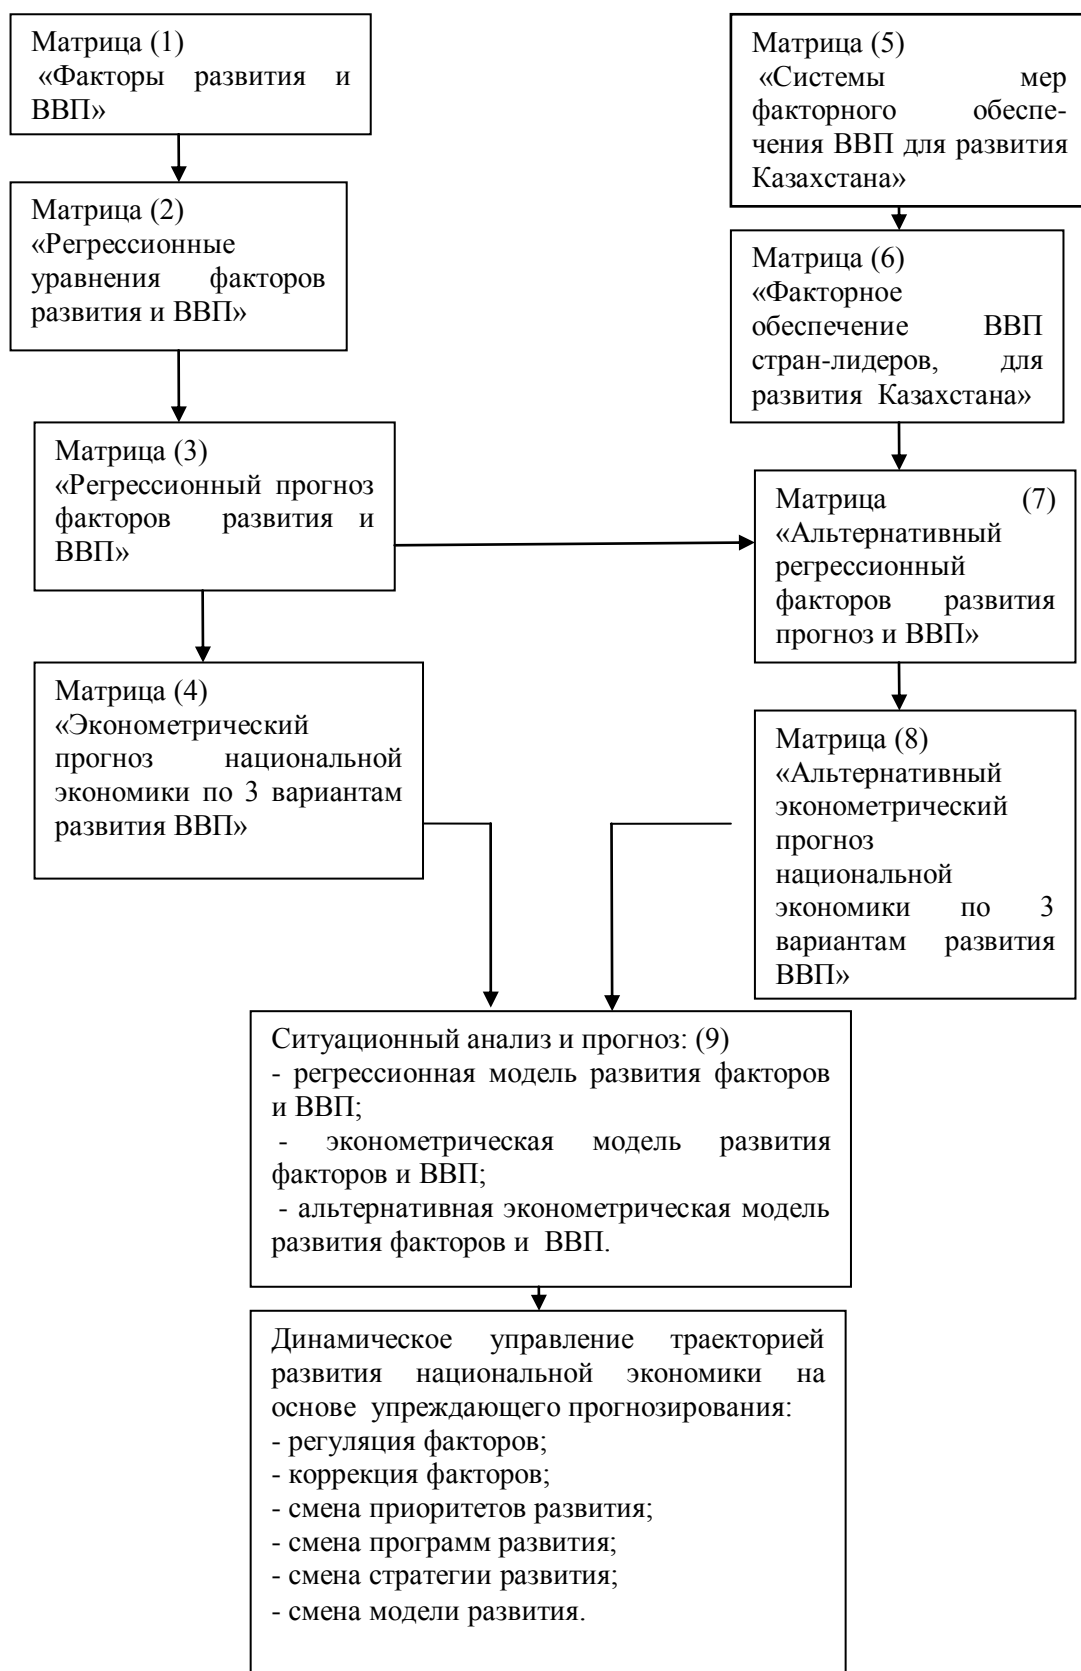 Матрица (1)
«Факторы развития и
ВВП»
Матрица (2)
«Регрессионные
уравнения факторов
развития и ВВП»
Матрица (3)
«Регрессионный прогноз
факторов развития и
ВВП»
Матрица (4)
«Эконометрический
прогноз национальной
экономики по 3 вариантам
развития ВВП»
Матрица (5)
«Системы мер
факторного обеспе-
чения ВВП для развития
Казахстана»
Матрица (6)
«Факторное
обеспечение ВВП
стран-лидеров, для
развития Казахстана»
Матрица (7)
«Альтернативный
регрессионный
факторов развития
прогноз и ВВП»
Матрица (8)
«Альтернативный
эконометрический
прогноз
национальной
экономики по 3
вариантам развития
ВВП»
Ситуационный анализ и прогноз: (9)
- регрессионная модель развития факторов
и ВВП;
- эконометрическая модель развития
факторов и ВВП;
- альтернативная эконометрическая модель
развития факторов и ВВП.
Динамическое управление траекторией
развития национальной экономики на
основе упреждающего прогнозирования:
- регуляция факторов;
- коррекция факторов;
- смена приоритетов развития;
- смена программ развития;
- смена стратегии развития;
- смена модели развития.